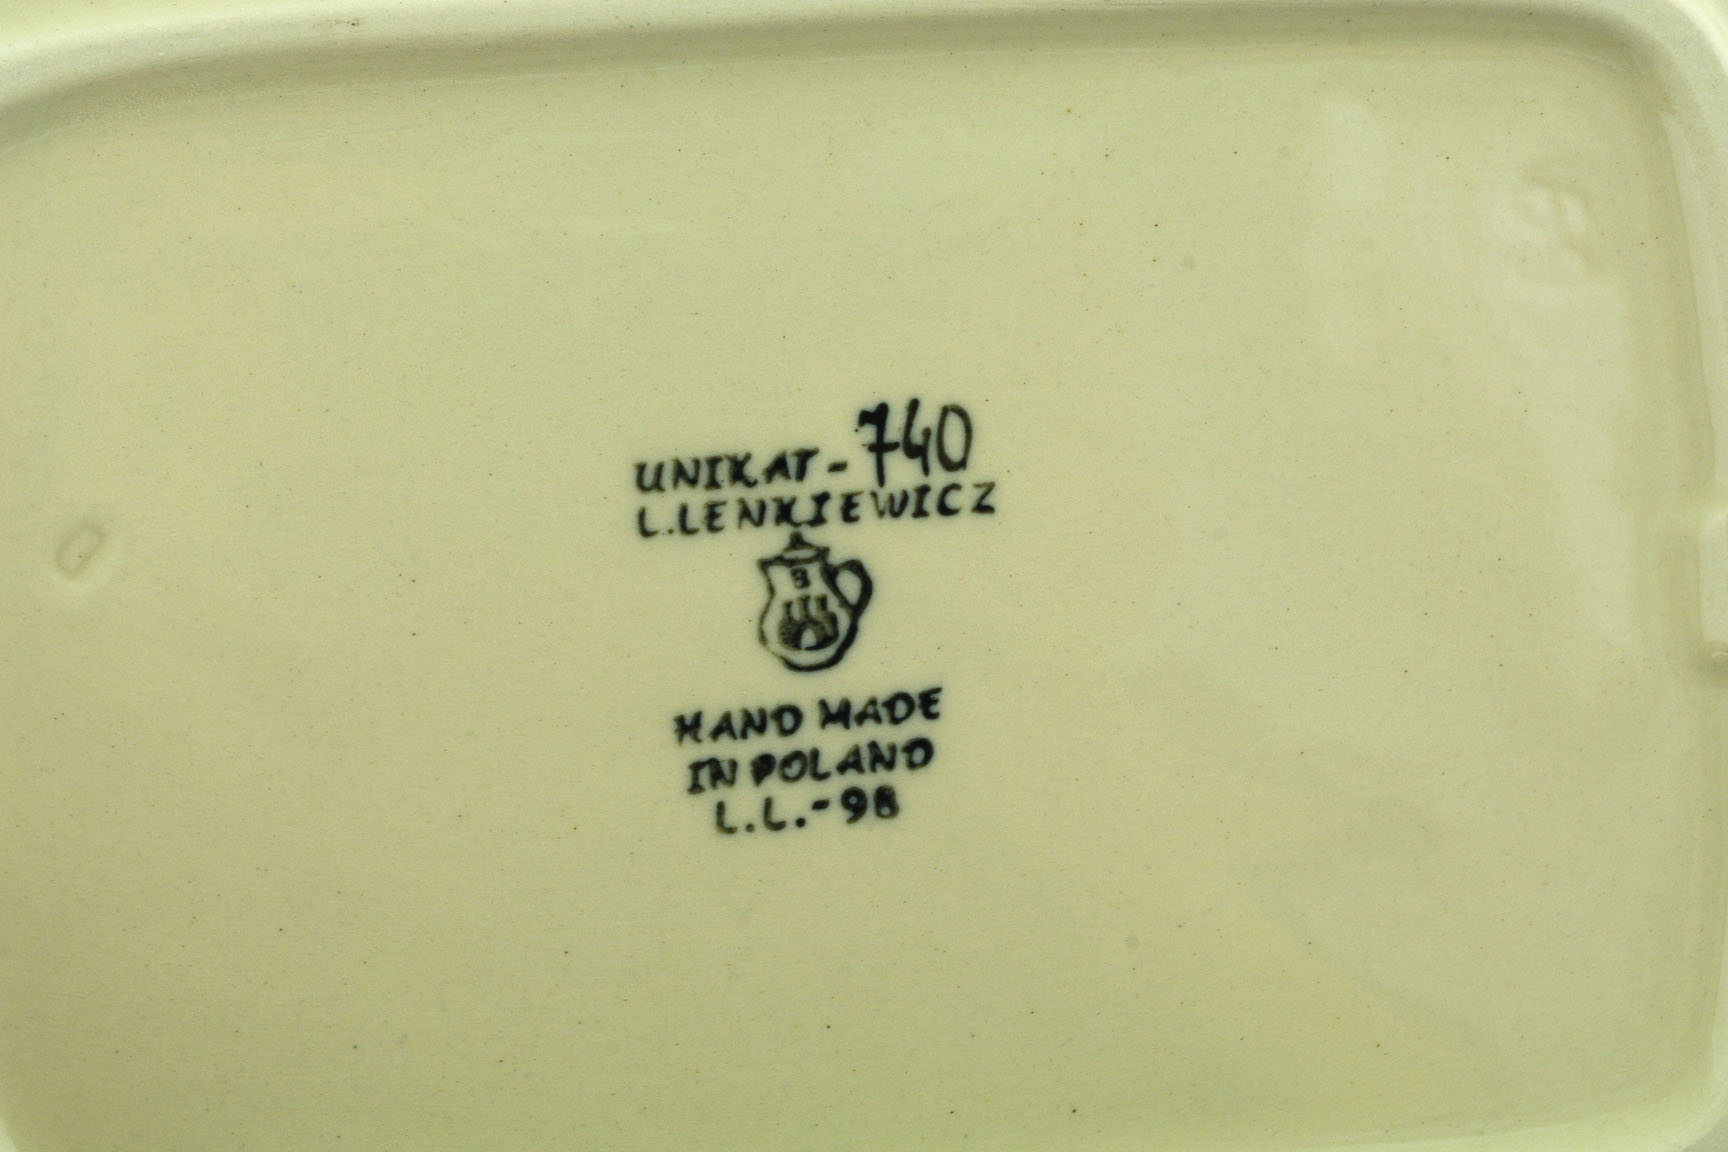 UNIKAT-740
L.LENKIEWICZ
B
HAND MADE
IN POLAND
L.L.-98